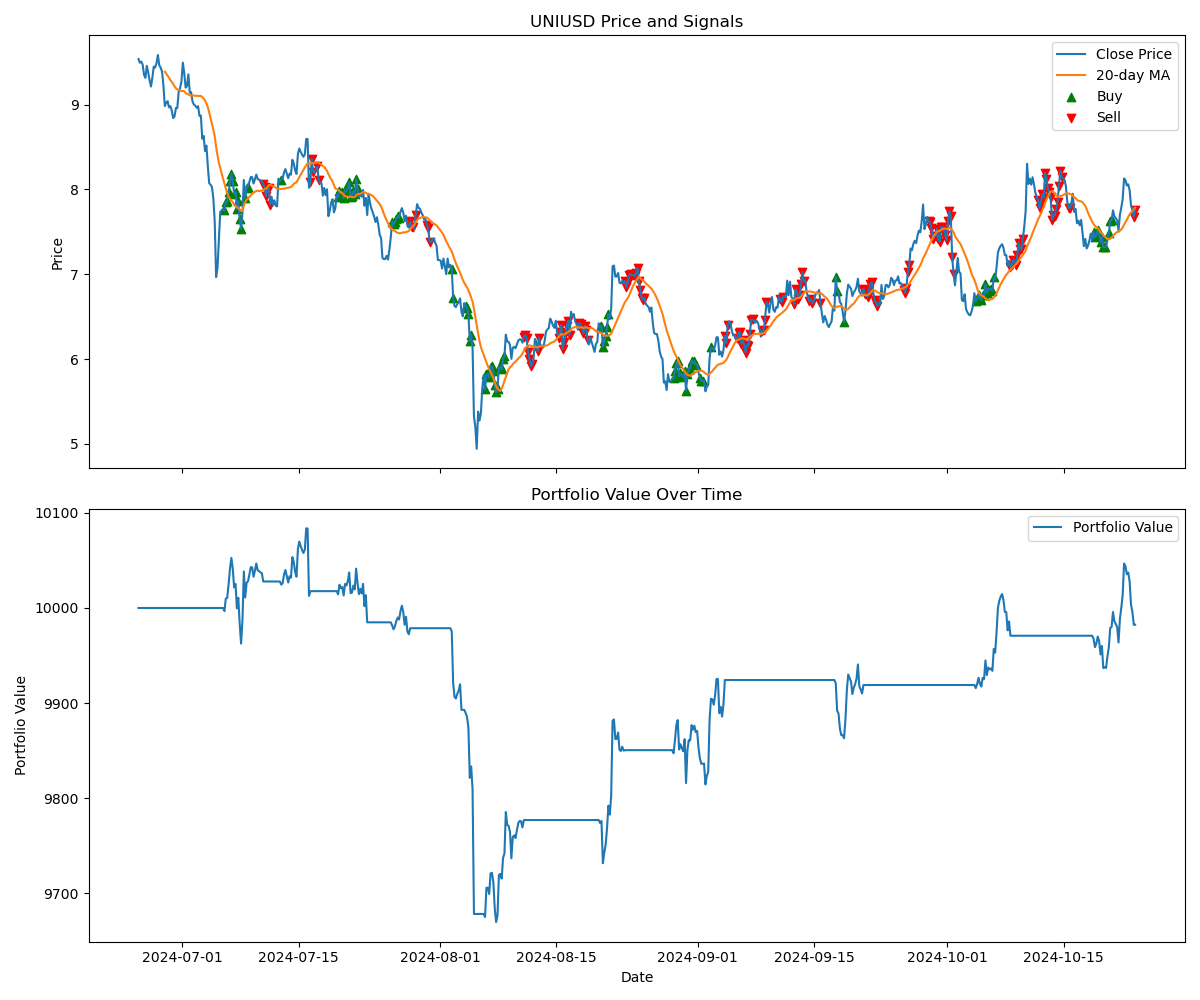 UNIUSD Price and Signals
Price
9
8
7
6
5
Close Price
20-day MA
Buy
Sell
Portfolio Value Over Time
Portfolio Value
10100
10000
9900
9800
9700
Portfolio Value
2024-07-01 2024-07-15 2024-08-01 2024-08-15 2024-09-01 2024-09-15 2024-10-01 2024-10-15
Date